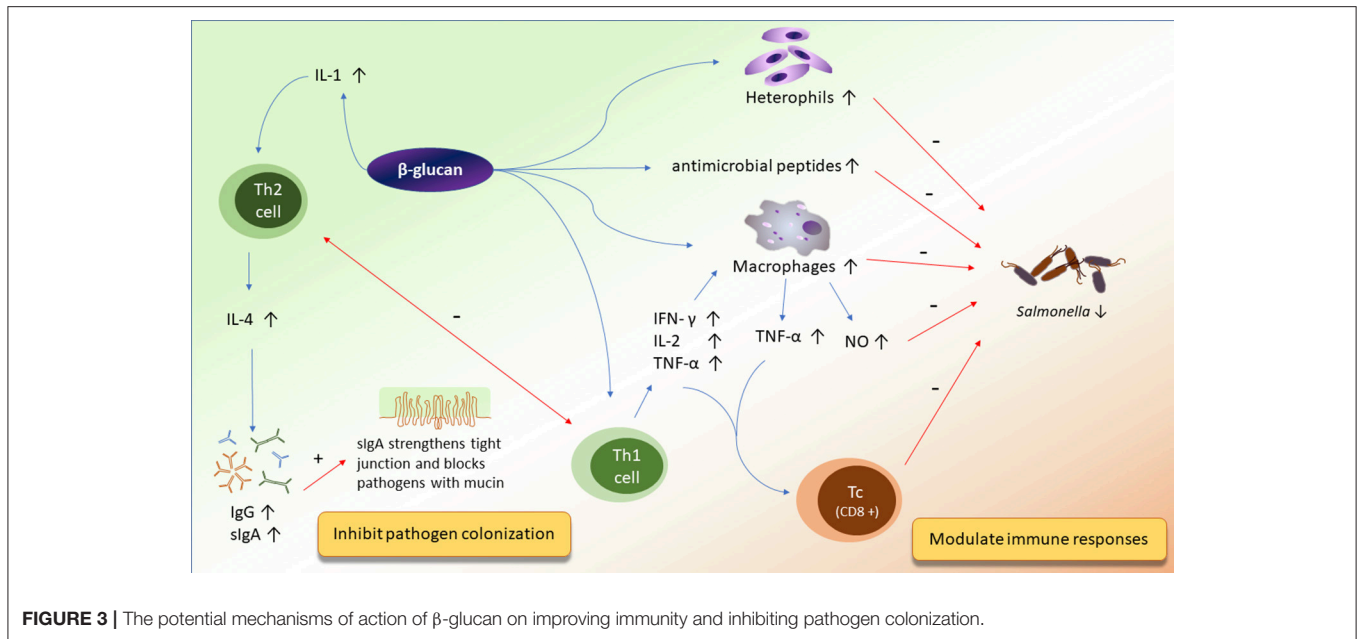 IL-1 ↑
Heterophils ↑
β-glucan
antimicrobial peptides ↑
Th2
cell
Macrophages ↑
-
-
-
-
-
-
Salmonella ↓
IL-4 ↑
IFN- γ ↑
IL-2 ↑
TNF-α ↑
TNF-α ↑
NO ↑
+
sIgA strengthens tight
junction and blocks
pathogens with mucin
Th1
cell
Tc
(CD8 +)
IgG ↑
sIgA ↑
Inhibit pathogen colonization
Modulate immune responses
FIGURE 3 | The potential mechanisms of action of β-glucan on improving immunity and inhibiting pathogen colonization.